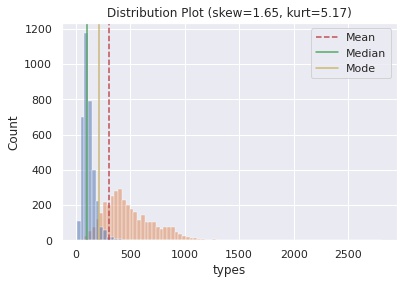 Distribution Plot (skew=1.65, kurt=5.17)
Mean
Median
Mode
Count
1200
1000
800
600
400
200
0
0 500 1000 1500 2000 2500
types